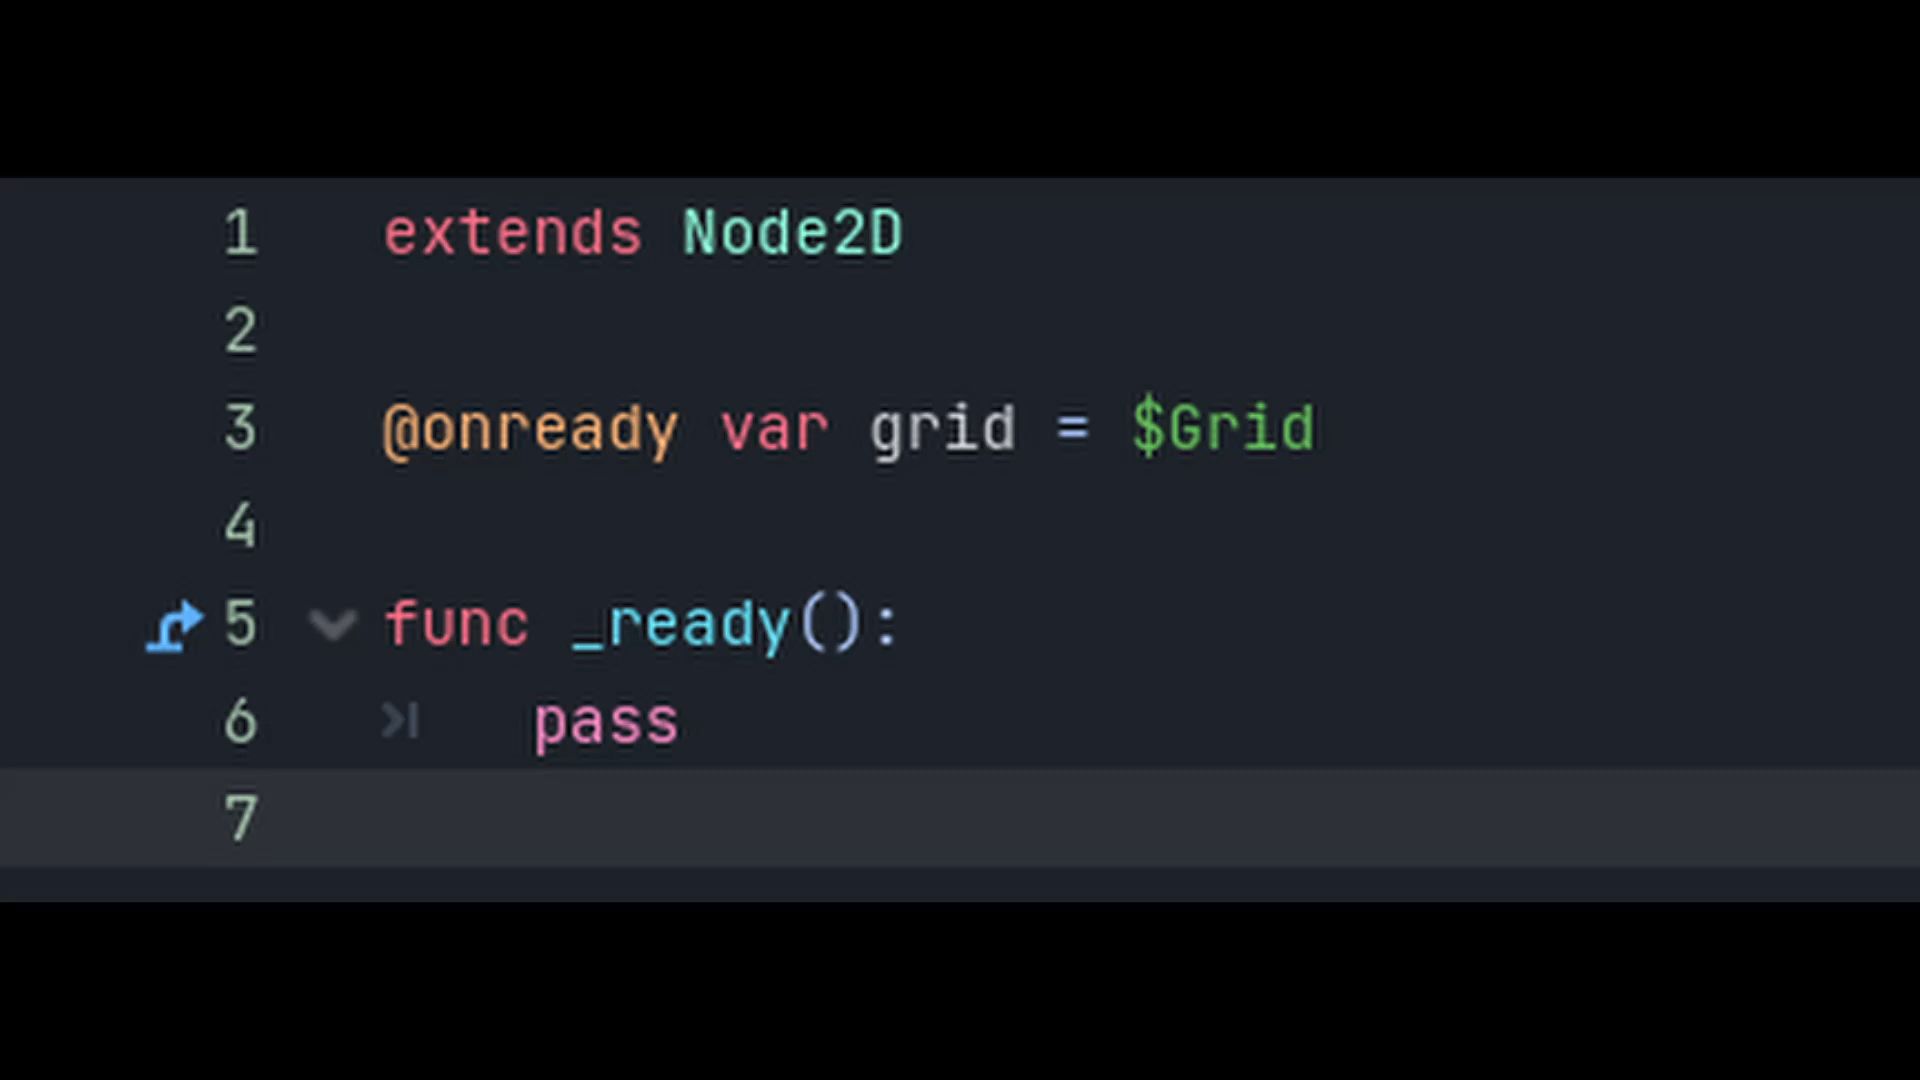 1 extends Node2D
2
3 @onready var grid = $Grid
4
5 func _ready():
6 pass
7